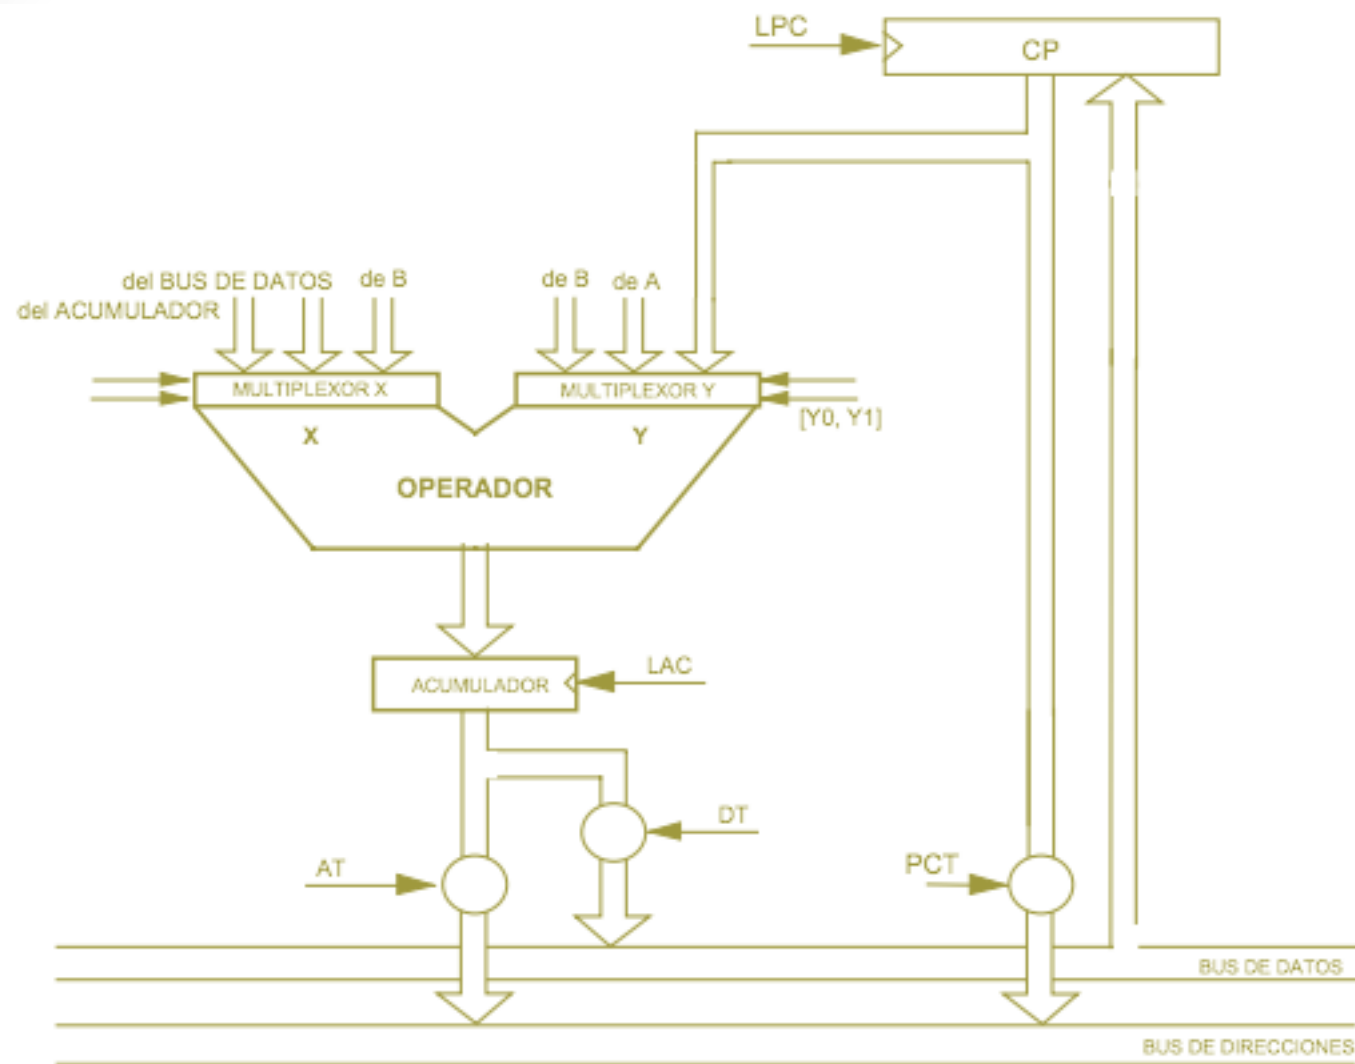 LPC
CP
del BUS DE DATOS
de B
de B
de A
del ACUMULADOR
MULTIPLEXOR X
MULTIPLEXOR Y
[Y0, Y1]
X
Y
OPERADOR
LAC
ACUMULADOR
DT
AT
PCT
BUS DE DATOS
BUS DE DIRECCIONES